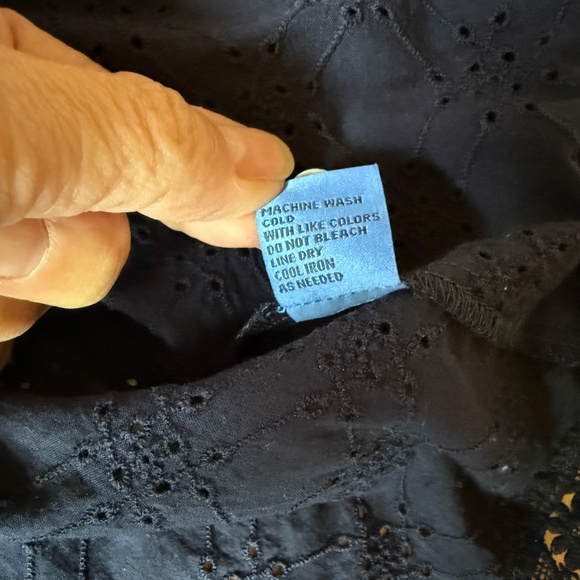 MACHINE WASH
COLD
WITH LIKE COLORS
DO NOT BLEACH
LINE DRY
COOL IRON
AS NEEDED